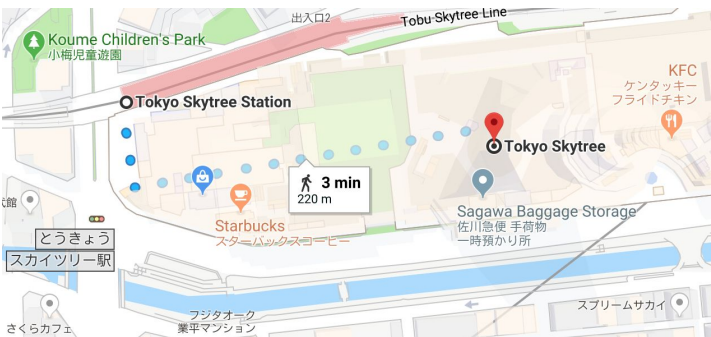 出入口2
Tobu Skytree Line
Koume Children's Park
小梅児童遊園
KFC
ケンタッキー
フライドチキン
Tokyo Skytree Station
Tokyo Skytree
3 min
220 m
館
Sagawa Baggage Storage
佐川急便 手荷物
一時預かり所
Starbucks
スターバックスコーヒー
とうきょう
スカイツリー駅
スプリームサカイ
フジタオーク
業平マンション
さくらカフェ